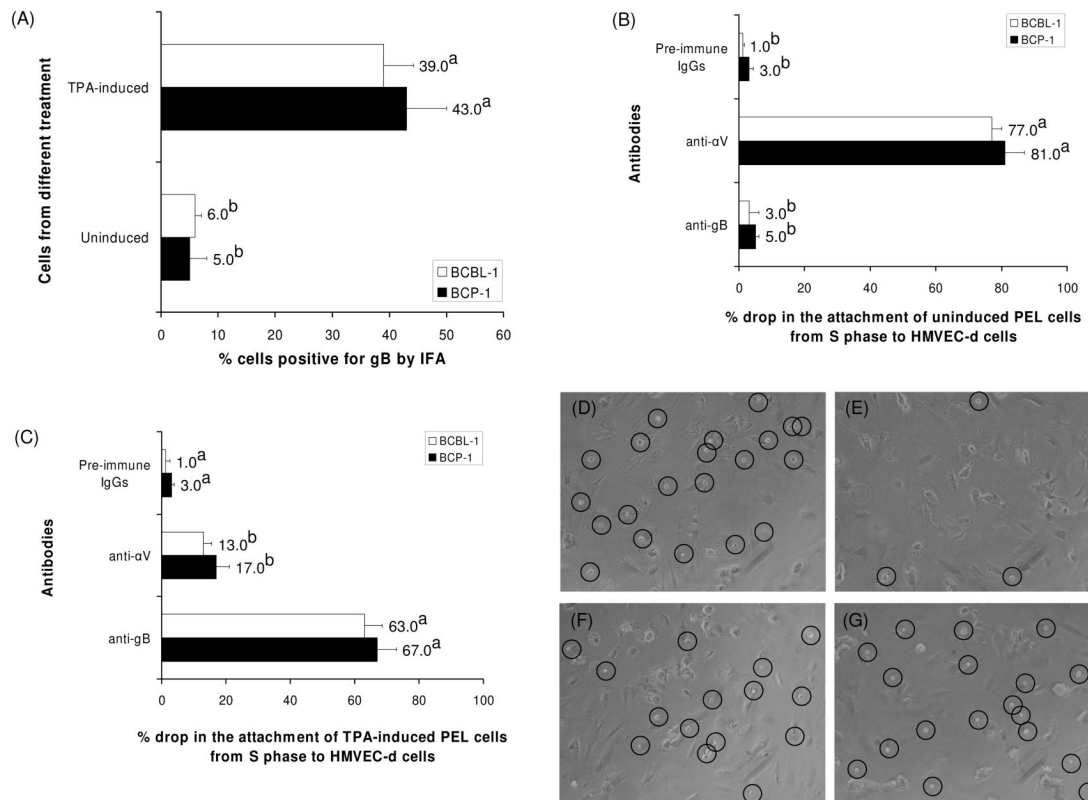 (A)
Cells from different treatment
TPA-induced
Uninduced
39.0a
43.0a
6.0b
5.0b
BCBL-1
BCP-1
0 10 20 30 40 50 60
% cells positive for gB by IFA
(B)
Antibodies
BCBL-1
BCP-1
Pre-immune
IgGs
1.0b
3.0b
anti-αV
77.0a
81.0a
anti-gB
3.0b
5.0b
0 20 40 60 80 100
% drop in the attachment of uninduced PEL cells
from S phase to HMVEC-d cells
(C)
Antibodies
BCBL-1
BCP-1
Pre-immune
IgGs
1.0a
3.0a
anti-αV
13.0b
17.0b
anti-gB
63.0a
67.0a
0 20 40 60 80 100
% drop in the attachment of TPA-induced PEL cells
from S phase to HMVEC-d cells
(D)
(E)
(F)
(G)